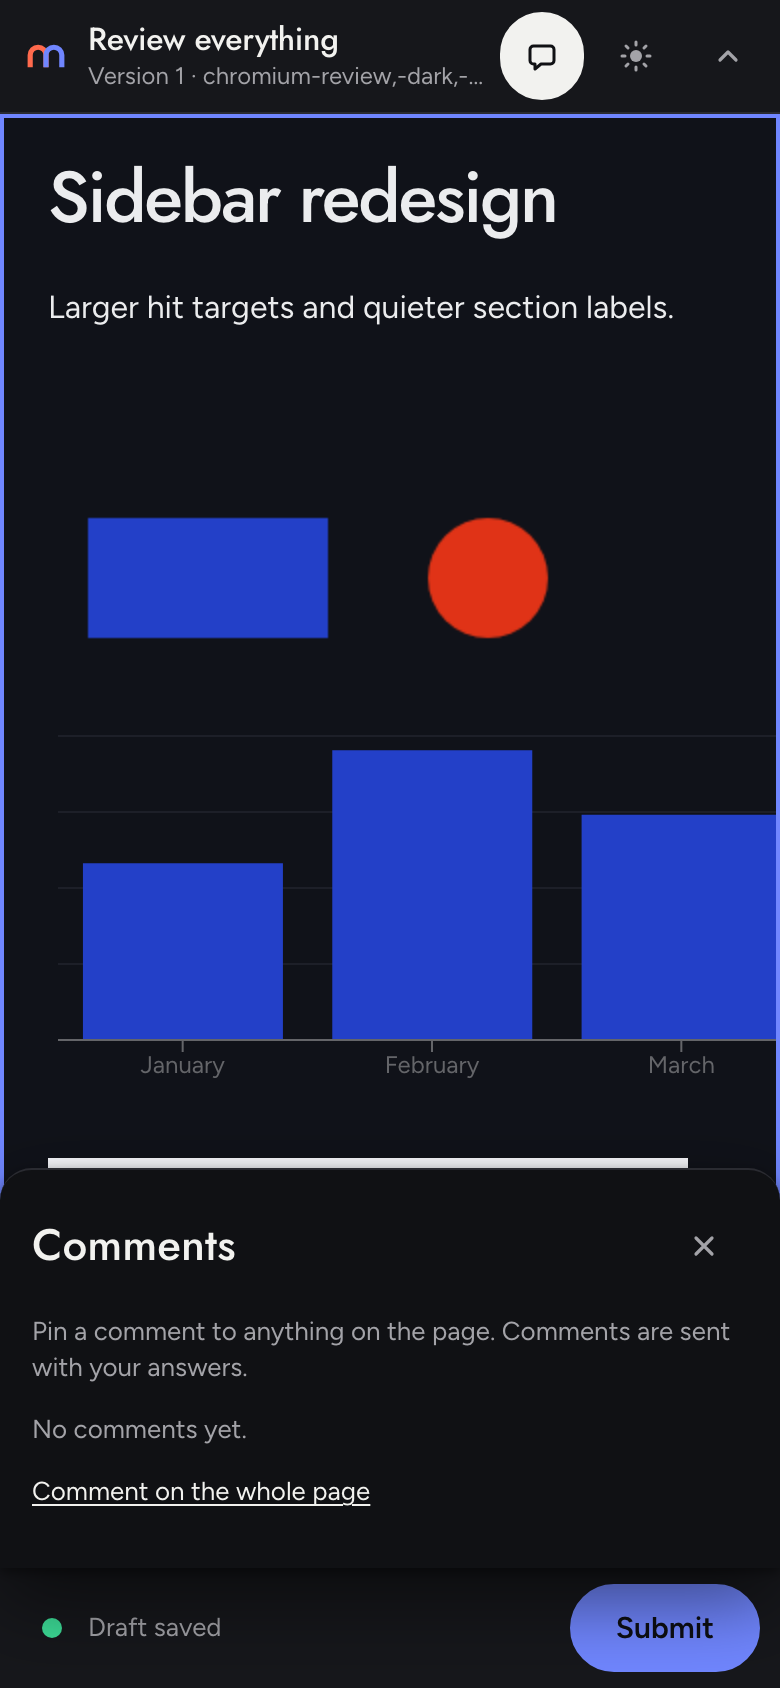 Review everything
Version 1 · chromium-review,-dark,-...
Sidebar redesign
Larger hit targets and quieter section labels.
January
February
March
Comments
Pin a comment to anything on the page. Comments are sent
with your answers.
No comments yet.
Comment on the whole page
Draft saved
Submit